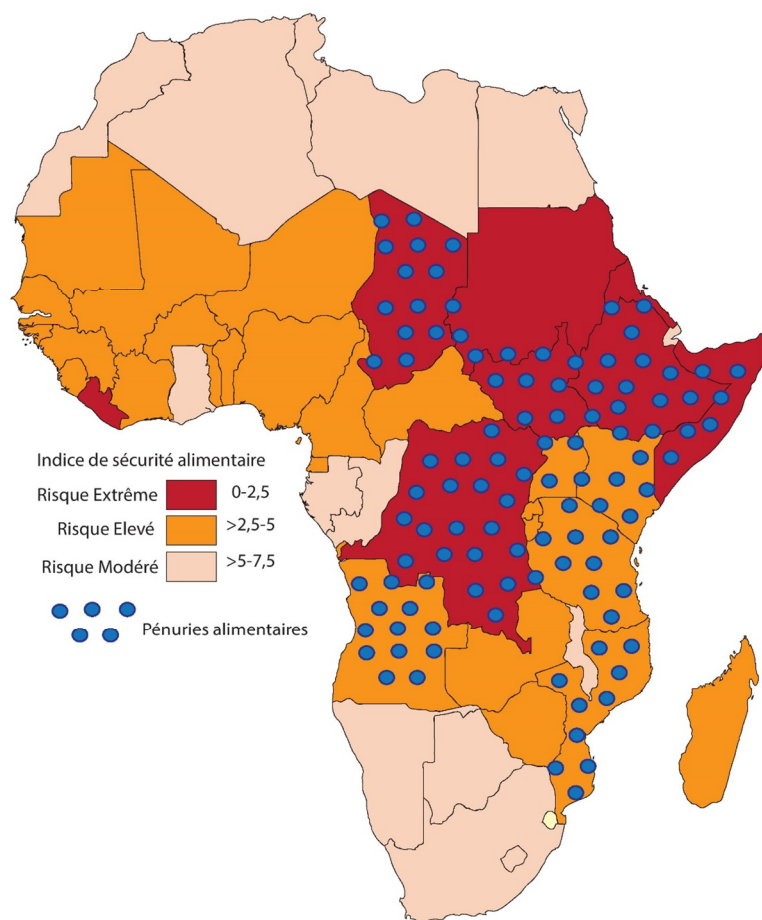 Indice de sécurité alimentaire
Risque Extrême 0-2,5
Risque Elevé >2,5-5
Risque Modéré >5-7,5
Pénuries alimentaires